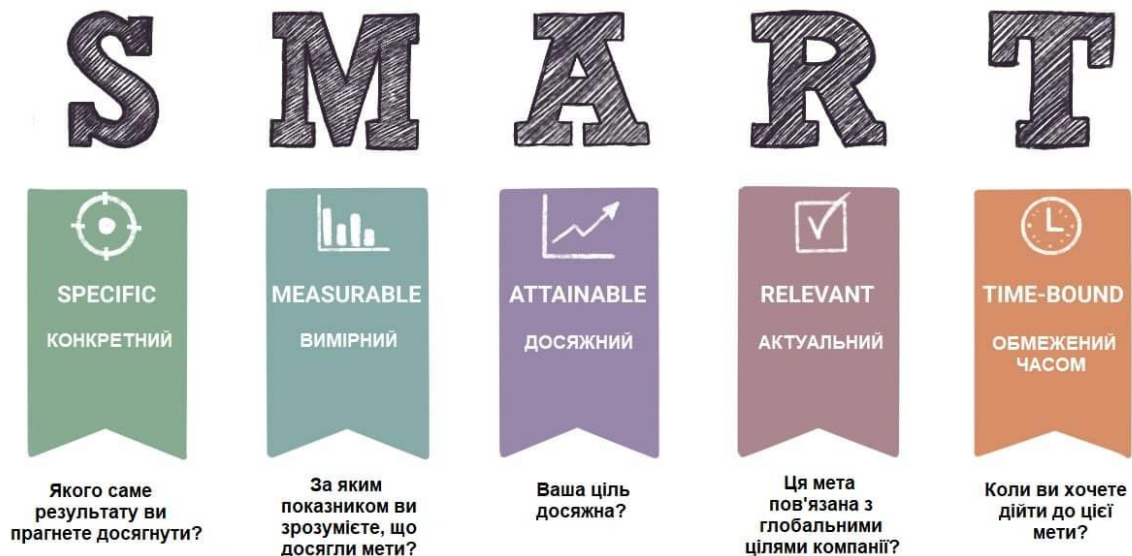 SMART
SPECIFIC
КОНКРЕТНИЙ
MEASURABLE
ВИМІРНИЙ
ATTAINABLE
ДОСЯЖНИЙ
RELEVANT
АКТУАЛЬНИЙ
TIME-BOUND
ОБМЕЖЕНИЙ
ЧАСОМ
Якого саме
результату ви
прагнете досягнути?
За яким
показником ви
зрозумієте, що
досягли мети?
Ваша ціль
досяжна?
Ця мета
пов'язана з
глобальними
цілями компанії?
Коли ви хочете
дійти до цієї
мети?